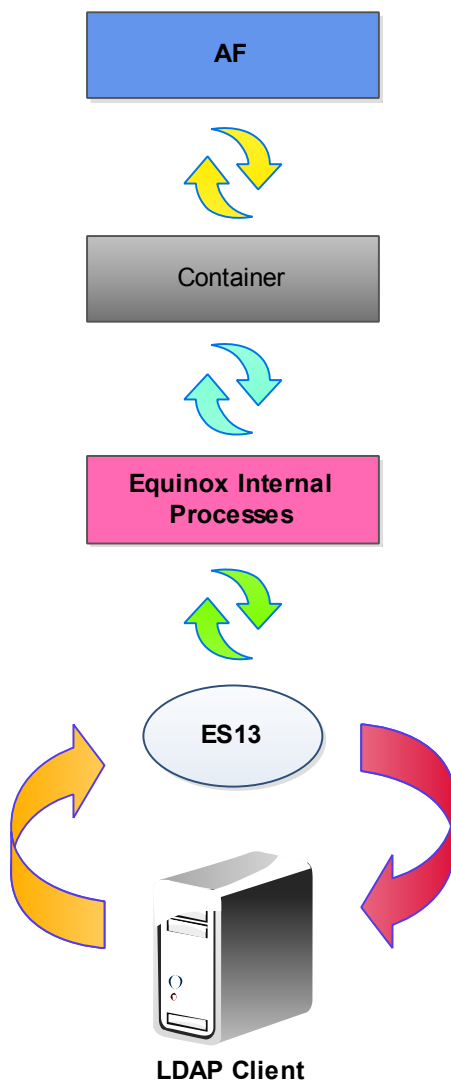 AF
Container
Equinox Internal
Processes
ES13
LDAP Client